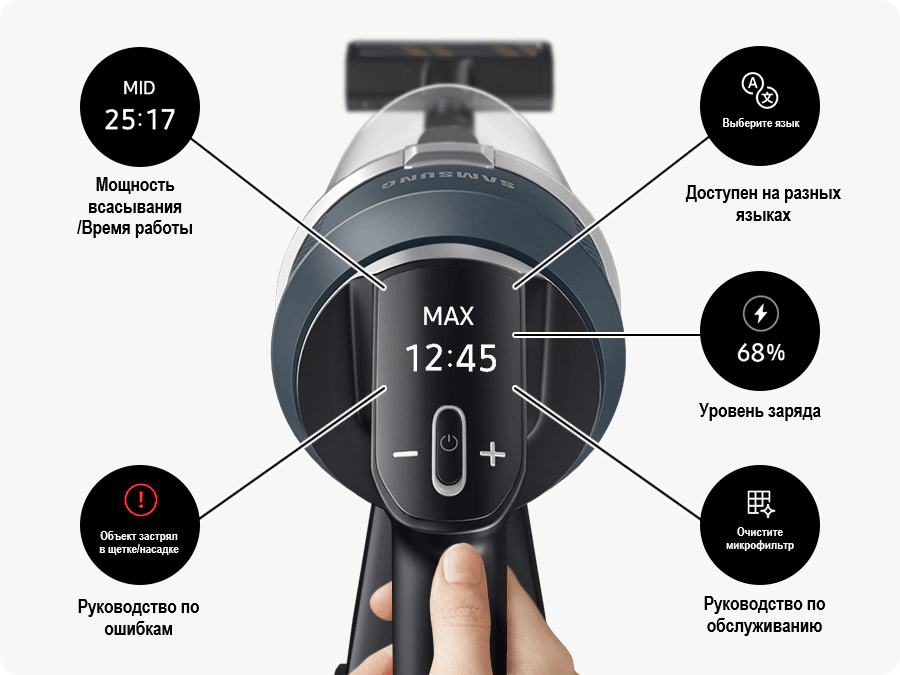 MID
25:17
Мощность
всасывания
/Время работы
Выберите язык
Доступен на разных
языках
SAMSUNG
MAX
12:45
68%
Уровень заряда
Объект застрял
в щетке/насадке
Руководство по
ошибкам
Очистите
микрофильтр
Руководство по
обслуживанию